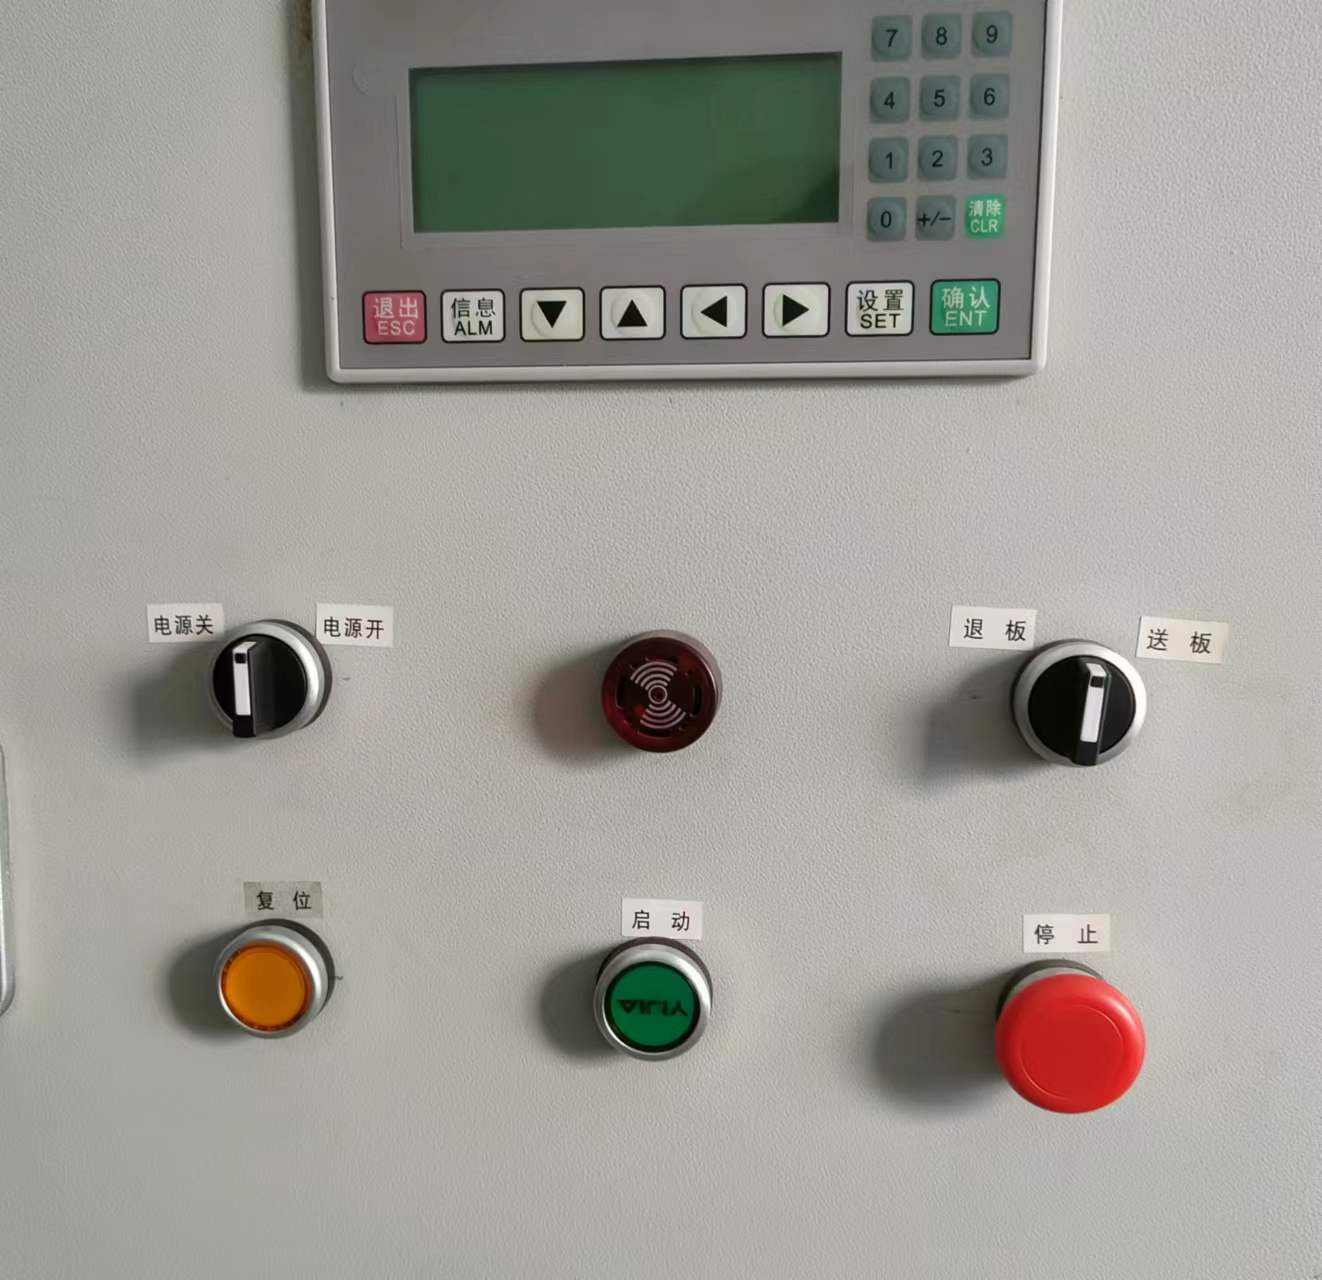 7 8 9
4 5 6
1 2 3
0 +/- 清除
CLR
退出
ESC
信息
ALM
设置
SET
确认
ENT
电源关
电源开
退 板
送 板
复 位
启 动
停 止
YIJIA